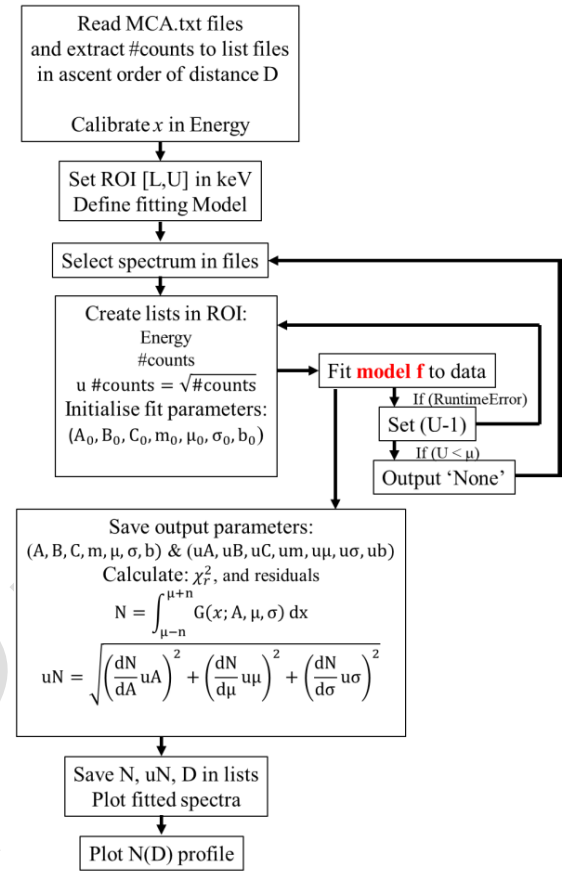 Read MCA.txt files
and extract #counts to list files
in ascent order of distance D
Calibrate x in Energy
Set ROI [L,U] in keV
Define fitting Model
Select spectrum in files
Create lists in ROI:
Energy
#counts
u #counts = √#counts
Initialise fit parameters:
(A₀, B₀, C₀, m₀, μ₀, σ₀, b₀)
Fit model f to data
If (RuntimeError)
Set (U-1)
If (U < μ)
Output ‘None’
Save output parameters:
(A, B, C, m, μ, σ, b) & (uA, uB, uC, um, uμ, uσ, ub)
Calculate: χᵣ², and residuals
N = ∫_{μ−n}^{μ+n} G(x; A, μ, σ) dx
uN = √((dN/dA uA)² + (dN/dμ uμ)² + (dN/dσ uσ)²)
Save N, uN, D in lists
Plot fitted spectra
Plot N(D) profile